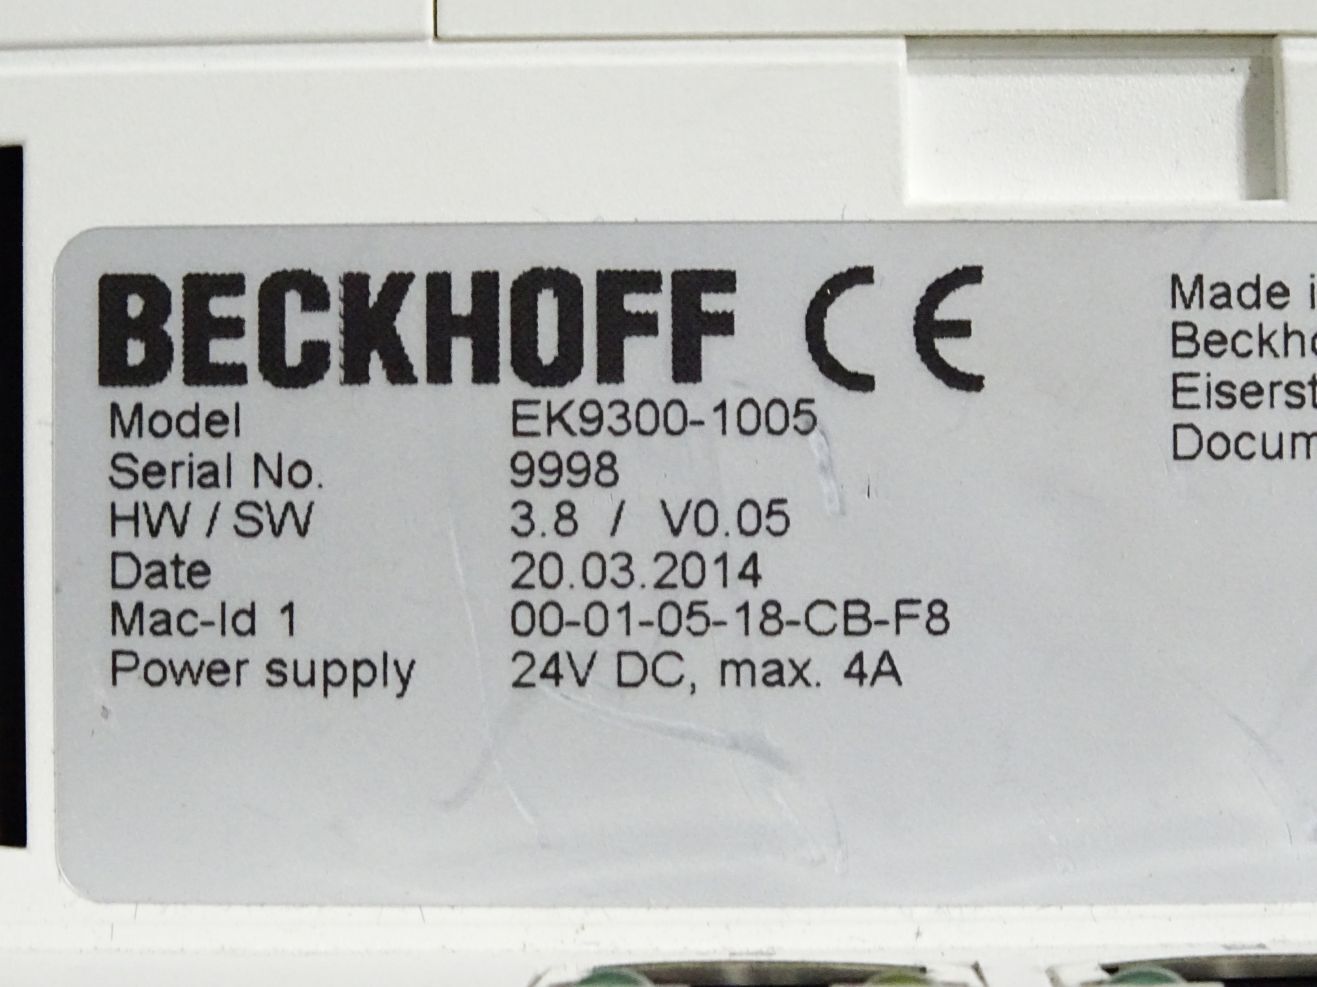 BECKHOFF CE
Model EK9300-1005
Serial No. 9998
HW / SW 3.8 / V0.05
Date 20.03.2014
Mac-Id 1 00-01-05-18-CB-F8
Power supply 24V DC, max. 4A
Made